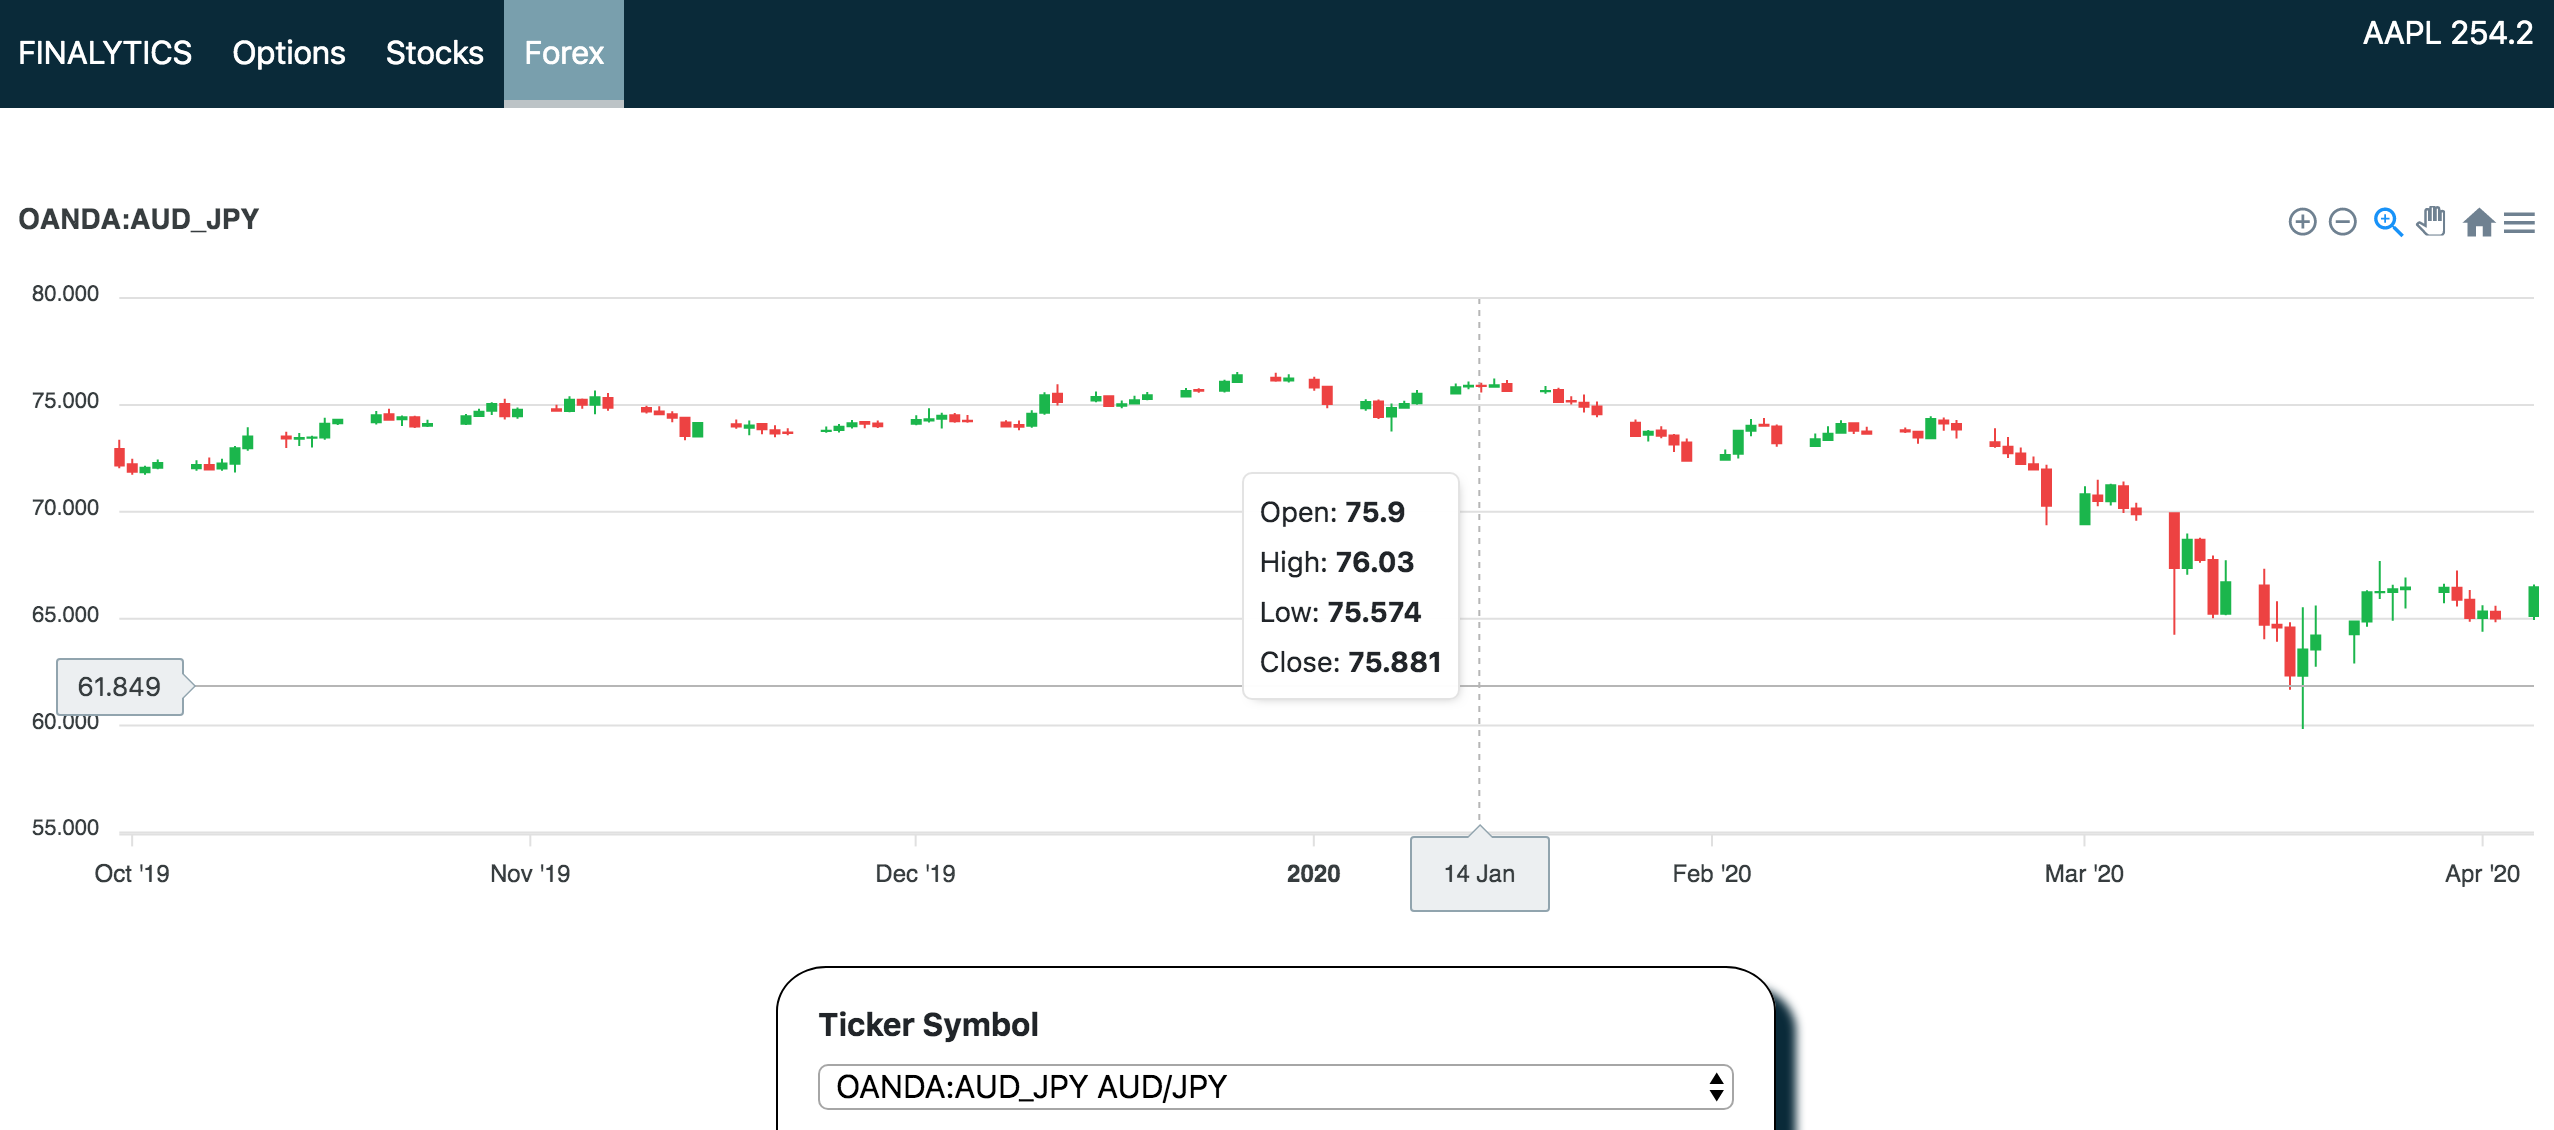 FINALYTICS Options Stocks Forex AAPL 254.2
OANDA:AUD_JPY
80.000
75.000
70.000
65.000
60.000
55.000
61.849
Open: 75.9
High: 76.03
Low: 75.574
Close: 75.881
Oct '19 Nov '19 Dec '19 2020 14 Jan Feb '20 Mar '20 Apr '20
Ticker Symbol
OANDA:AUD_JPY AUD/JPY